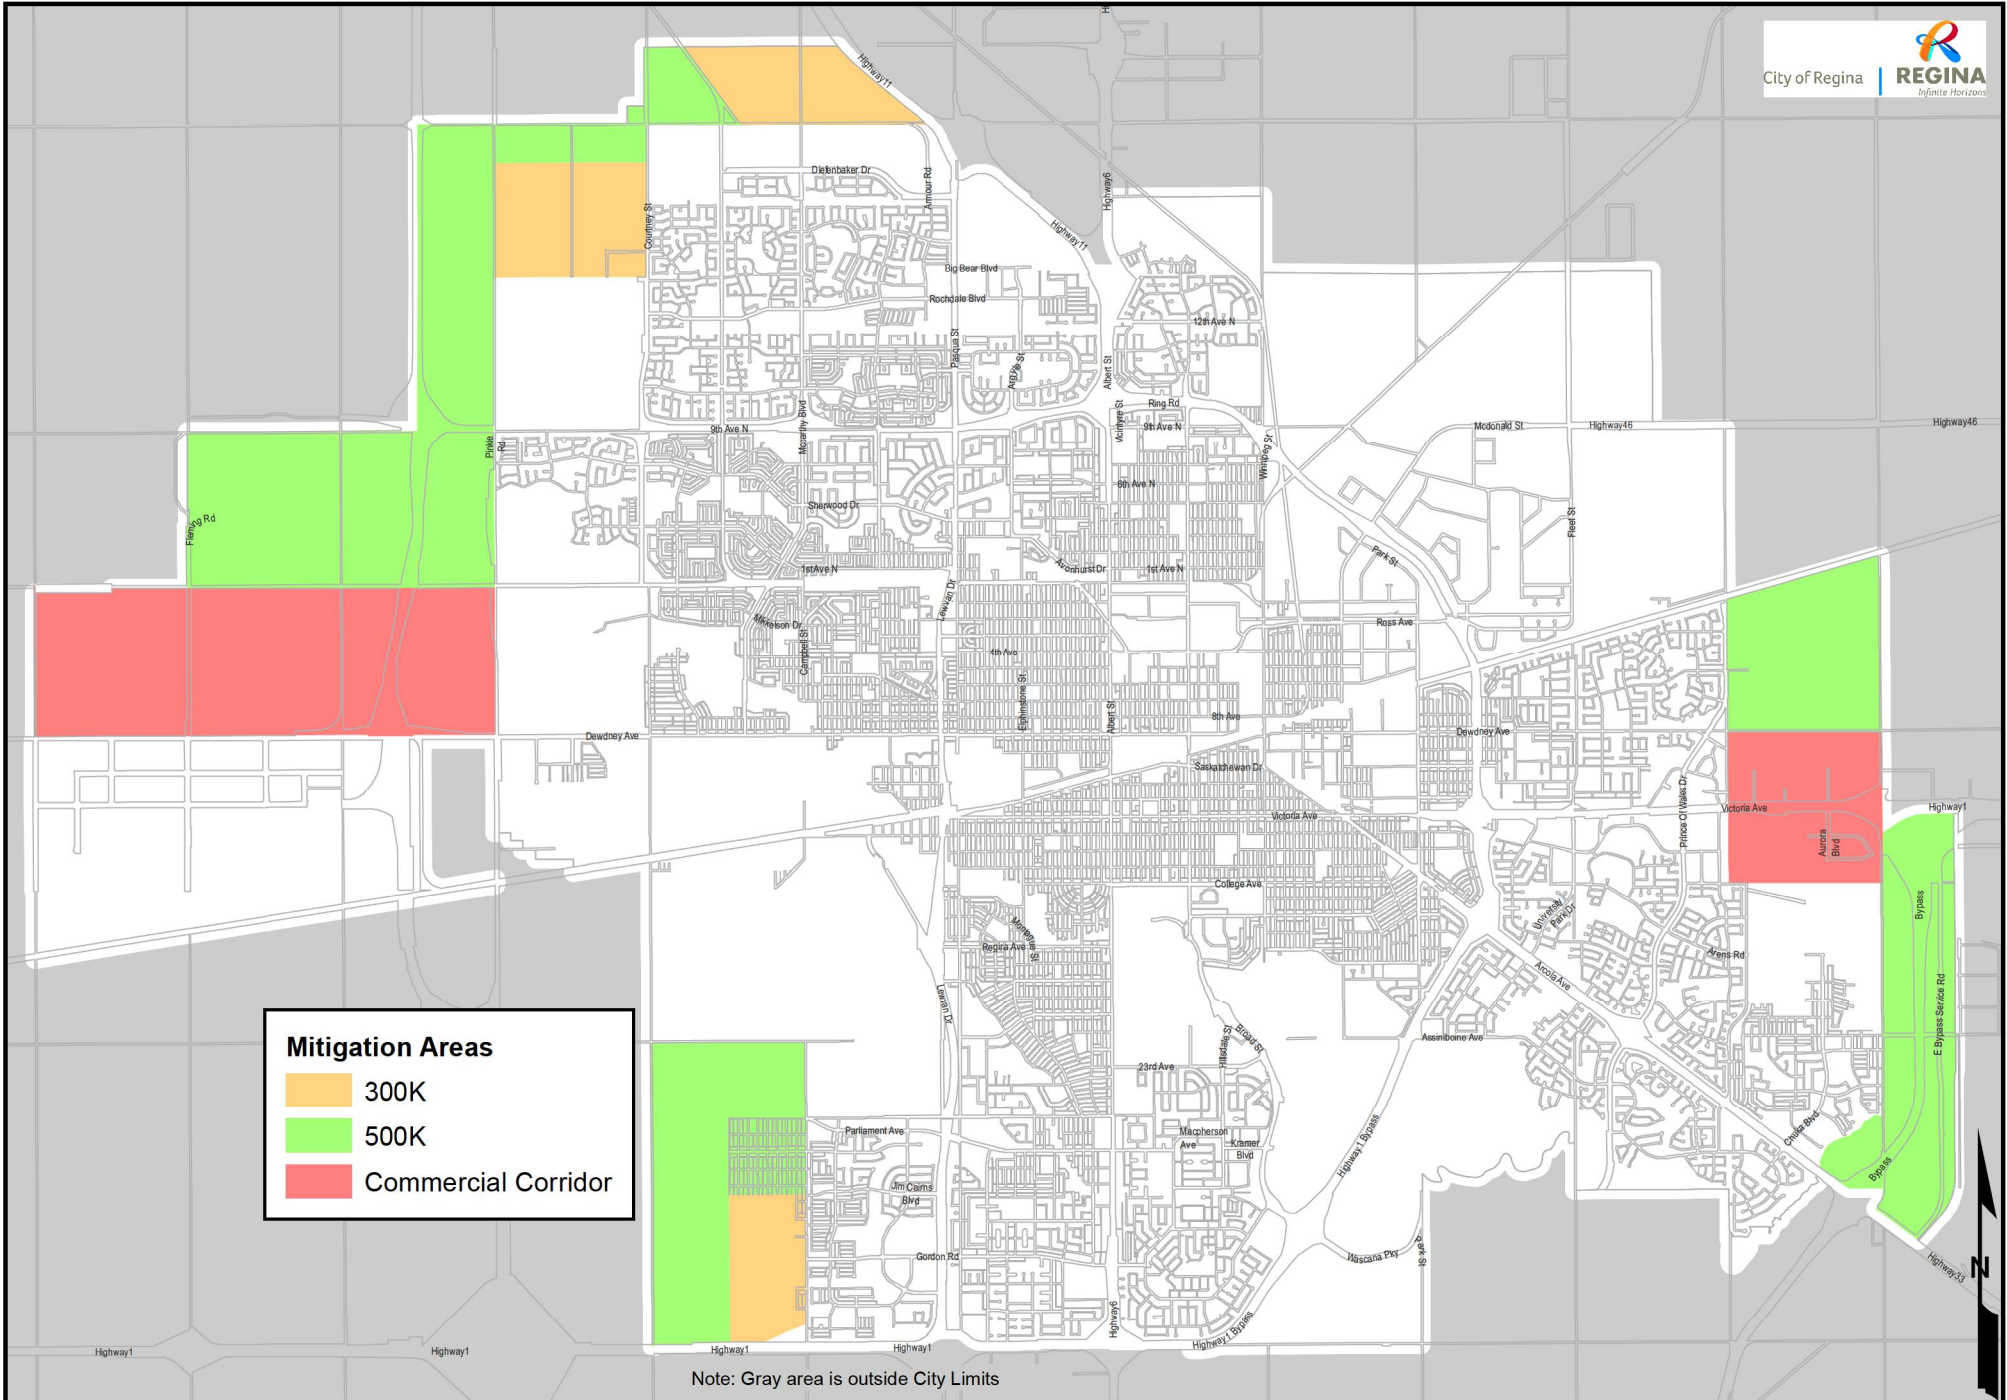 City of Regina
REGINA
Infinite Horizons
Highway11
Highway6
Diefenbaker Dr
Armour Rd
Courtney St
Highway11
Big Bear Blvd
Rochdale Blvd
12th Ave N
Pasqua St
Argyle St
Albert St
Ring Rd
Mccarthy Blvd
9th Ave N
9th Ave N
Mcintyre St
Winnipeg St
Mcdonald St
Highway46
Highway46
Pinkie
Rd
6th Ave N
Sherwood Dr
Fleming Rd
Fleet St
Park St
1st Ave N
Avonhurst Dr
1st Ave N
Lewvan Dr
Mikkelson Dr
Campbell St
Ross Ave
4th Ave
Elphinstone St
Albert St
8th Ave
Dewdney Ave
Dewdney Ave
Saskatchewan Dr
Prince Of Wales Dr
Victoria Ave
Victoria Ave
Highway1
Aurora
Blvd
College Ave
University
Park Dr
Bypass
Montague St
Regina Ave
Arens Rd
Arcola Ave
Lewvan Dr
E Bypass Service Rd
Hillsdale St
Broad St
Assiniboine Ave
23rd Ave
Mitigation Areas
300K
500K
Commercial Corridor
Parliament Ave
Macpherson
Ave
Kramer
Blvd
Highway1 Bypass
Chuka Blvd
Bypass
Jim Cairns
Blvd
Gordon Rd
Wascana Pky
Park St
Highway33
N
Highway6
Highway1 Bypass
Highway1
Highway1
Highway1
Highway1
Note: Gray area is outside City Limits